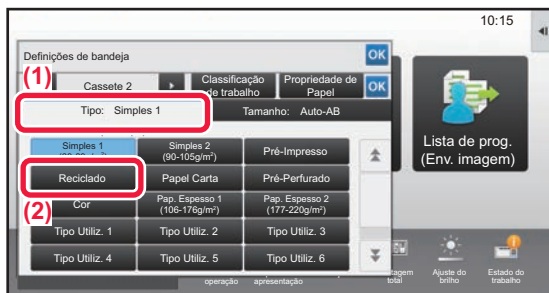 10:15
Definições de bandeja
OK
(1)
Cassete 2
Classificação
de trabalho
Propriedade de
Papel
OK
Tipo: Simples 1
Tamanho: Auto-AB
Simples 1
Simples 2
(90-105g/m²)
Pré-Impresso
Reciclado
Papel Carta
Pré-Perfurado
(2)
Cor
Pap. Espesso 1
(106-176g/m²)
Pap. Espesso 2
(177-220g/m²)
Tipo Utiliz. 1
Tipo Utiliz. 2
Tipo Utiliz. 3
Tipo Utiliz. 4
Tipo Utiliz. 5
Tipo Utiliz. 6
Lista de prog.
(Env. imagem)
operação
apresentação
total
Ajuste do
brilho
Estado do
trabalho